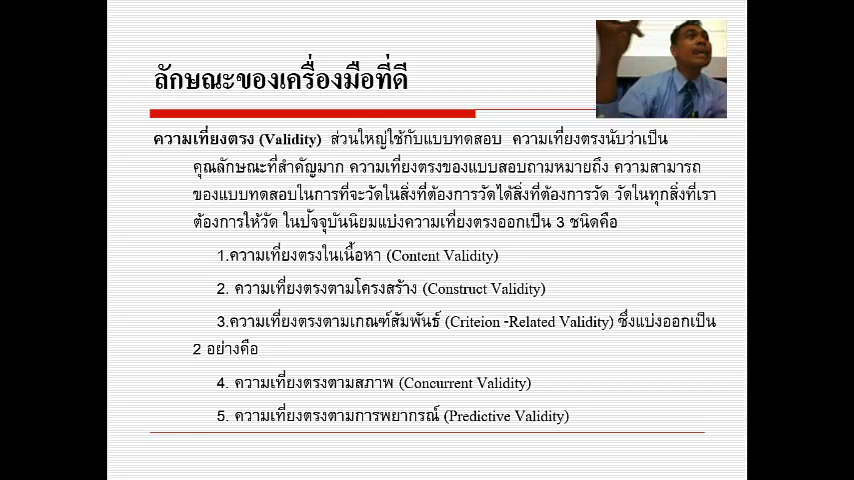 ลักษณะของเครื่องมือที่ดี
ความเที่ยงตรง (Validity) ส่วนใหญ่ใช้กับแบบทดสอบ ความเที่ยงตรงนับว่าเป็น
คุณลักษณะที่สำคัญมาก ความเที่ยงตรงของแบบสอบถามหมายถึง ความสามารถ
ของแบบทดสอบในการที่จะวัดในสิ่งที่ต้องการวัดได้สิ่งที่ต้องการวัด วัดในทุกสิ่งที่เรา
ต้องการให้วัด ในปัจจุบันนิยมแบ่งความเที่ยงตรงออกเป็น 3 ชนิดคือ
1.ความเที่ยงตรงในเนื้อหา (Content Validity)
2. ความเที่ยงตรงตามโครงสร้าง (Construct Validity)
3.ความเที่ยงตรงตามเกณฑ์สัมพันธ์ (Criteion -Related Validity) ซึ่งแบ่งออกเป็น
2 อย่างคือ
4. ความเที่ยงตรงตามสภาพ (Concurrent Validity)
5. ความเที่ยงตรงตามการพยากรณ์ (Predictive Validity)